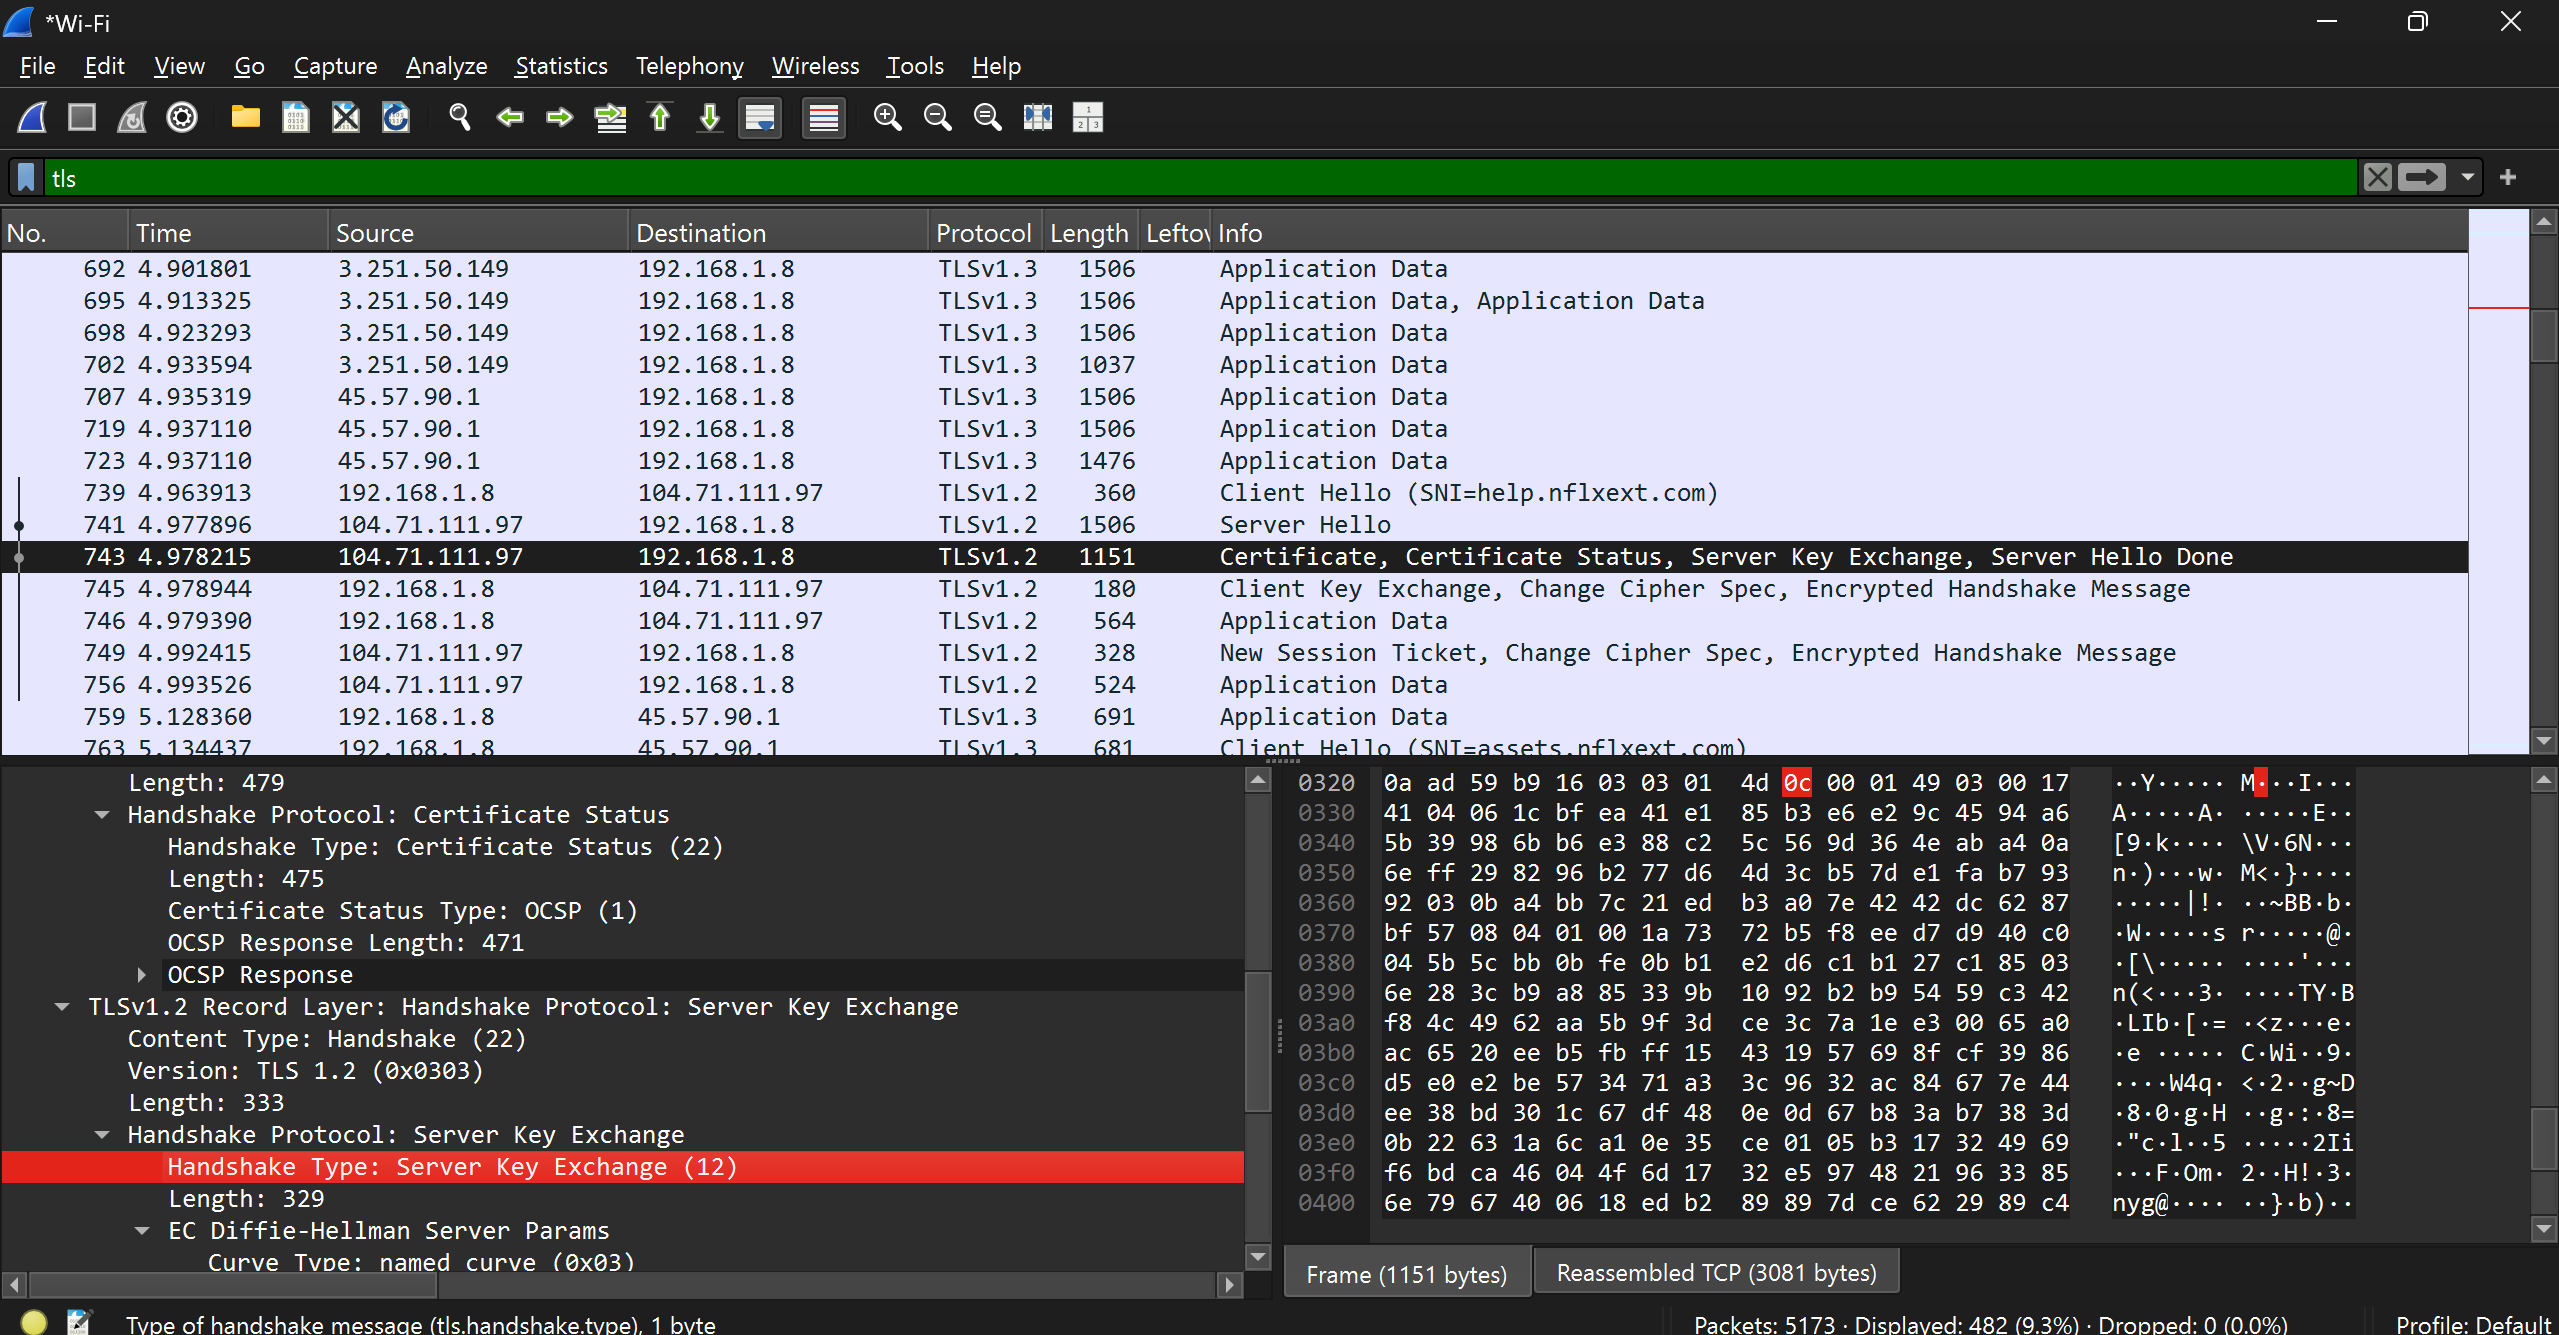 *Wi-Fi
File Edit View Go Capture Analyze Statistics Telephony Wireless Tools Help
tls
No. Time Source Destination Protocol Length Leftov Info
692 4.901801 3.251.50.149 192.168.1.8 TLSv1.3 1506 Application Data
695 4.913325 3.251.50.149 192.168.1.8 TLSv1.3 1506 Application Data, Application Data
698 4.923293 3.251.50.149 192.168.1.8 TLSv1.3 1506 Application Data
702 4.933594 3.251.50.149 192.168.1.8 TLSv1.3 1037 Application Data
707 4.935319 45.57.90.1 192.168.1.8 TLSv1.3 1506 Application Data
719 4.937110 45.57.90.1 192.168.1.8 TLSv1.3 1506 Application Data
723 4.937110 45.57.90.1 192.168.1.8 TLSv1.3 1476 Application Data
739 4.963913 192.168.1.8 104.71.111.97 TLSv1.2 360 Client Hello (SNI=help.nflxext.com)
741 4.977896 104.71.111.97 192.168.1.8 TLSv1.2 1506 Server Hello
743 4.978215 104.71.111.97 192.168.1.8 TLSv1.2 1151 Certificate, Certificate Status, Server Key Exchange, Server Hello Done
745 4.978944 192.168.1.8 104.71.111.97 TLSv1.2 180 Client Key Exchange, Change Cipher Spec, Encrypted Handshake Message
746 4.979390 192.168.1.8 104.71.111.97 TLSv1.2 564 Application Data
749 4.992415 104.71.111.97 192.168.1.8 TLSv1.2 328 New Session Ticket, Change Cipher Spec, Encrypted Handshake Message
756 4.993526 104.71.111.97 192.168.1.8 TLSv1.2 524 Application Data
759 5.128360 192.168.1.8 45.57.90.1 TLSv1.3 691 Application Data
763 5.134437 192.168.1.8 45.57.90.1 TLSv1.3 681 Client Hello (SNI=assets.nflxext.com)
Length: 479
Handshake Protocol: Certificate Status
Handshake Type: Certificate Status (22)
Length: 475
Certificate Status Type: OCSP (1)
OCSP Response Length: 471
OCSP Response
TLSv1.2 Record Layer: Handshake Protocol: Server Key Exchange
Content Type: Handshake (22)
Version: TLS 1.2 (0x0303)
Length: 333
Handshake Protocol: Server Key Exchange
Handshake Type: Server Key Exchange (12)
Length: 329
EC Diffie-Hellman Server Params
Curve Type: named_curve (0x03)
0320 0a ad 59 b9 16 03 03 01 4d 0c 00 01 49 03 00 17 ··Y····· M···I···
0330 41 04 06 1c bf ea 41 e1 85 b3 e6 e2 9c 45 94 a6 A·····A· ·····E··
0340 5b 39 98 6b b6 e3 88 c2 5c 56 9d 36 4e ab a4 0a [9·k···· \V·6N···
0350 6e ff 29 82 96 b2 77 d6 4d 3c b5 7d e1 fa b7 93 n·)···w· M<·}····
0360 92 03 0b a4 bb 7c 21 ed b3 a0 7e 42 42 dc 62 87 ·····|!· ··~BB·b·
0370 bf 57 08 04 01 00 1a 73 72 b5 f8 ee d7 d9 40 c0 ·W·····s r·····@·
0380 04 5b 5c bb 0b fe 0b b1 e2 d6 c1 b1 27 c1 85 03 ·[\····· ····'···
0390 6e 28 3c b9 a8 85 33 9b 10 92 b2 b9 54 59 c3 42 n(<···3· ····TY·B
03a0 f8 4c 49 62 aa 5b 9f 3d ce 3c 7a 1e e3 00 65 a0 ·LIb·[·= ·<z···e·
03b0 ac 65 20 ee b5 fb ff 15 43 19 57 69 8f cf 39 86 ·e ····· C·Wi··9·
03c0 d5 e0 e2 be 57 34 71 a3 3c 96 32 ac 84 67 7e 44 ····W4q· <·2··g~D
03d0 ee 38 bd 30 1c 67 df 48 0e 0d 67 b8 3a b7 38 3d ·8·0·g·H ··g·:·8=
03e0 0b 22 63 1a 6c a1 0e 35 ce 01 05 b3 17 32 49 69 ·"c·l··5 ·····2Ii
03f0 f6 bd ca 46 04 4f 6d 17 32 e5 97 48 21 96 33 85 ···F·Om· 2··H!·3·
0400 6e 79 67 40 06 18 ed b2 89 89 7d ce 62 29 89 c4 nyg@···· ··}·b)··
Frame (1151 bytes) Reassembled TCP (3081 bytes)
Type of handshake message (tls.handshake.type), 1 byte Packets: 5173 · Displayed: 482 (9.3%) · Dropped: 0 (0.0%) Profile: Default